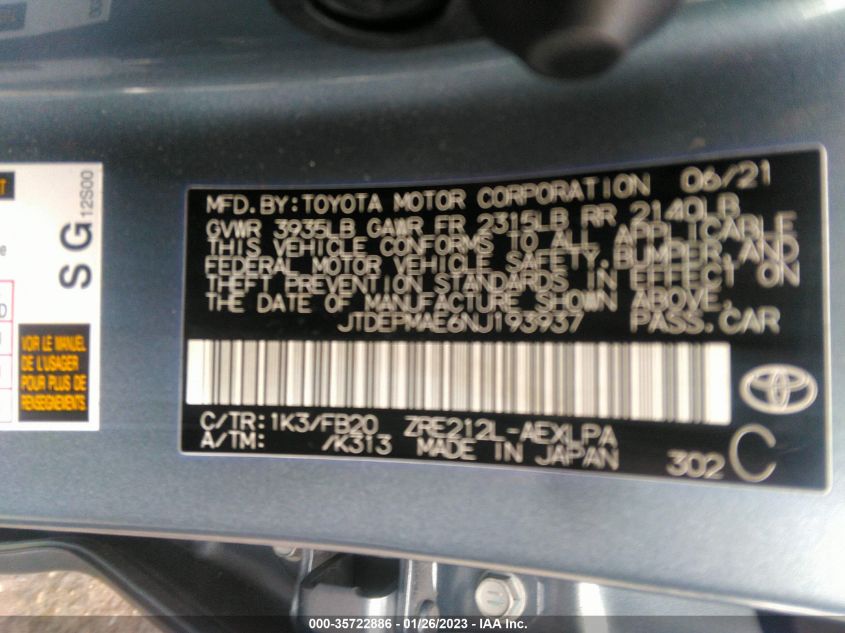 SG
12S00
VOIR LE MANUEL
DE L'USAGER
POUR PLUS DE
RENSEIGNEMENTS.
MFD.BY:TOYOTA MOTOR CORPORATION 06/21
GVWR 3935LB GAWR FR 2315LB RR 2140LB
THIS VEHICLE CONFORMS TO ALL APPLICABLE
FEDERAL MOTOR VEHICLE SAFETY,BUMPER,AND
THEFT PREVENTION STANDARDS IN EFFECT ON
THE DATE OF MANUFACTURE SHOWN ABOVE.
JTDEPMAE6NJ193937 PASS.CAR
C/TR:1K3/FB20 ZRE212L-AEXLPA
A/TM: /K313 MADE IN JAPAN 302 C
000-35722886 - 01/26/2023 - IAA Inc.